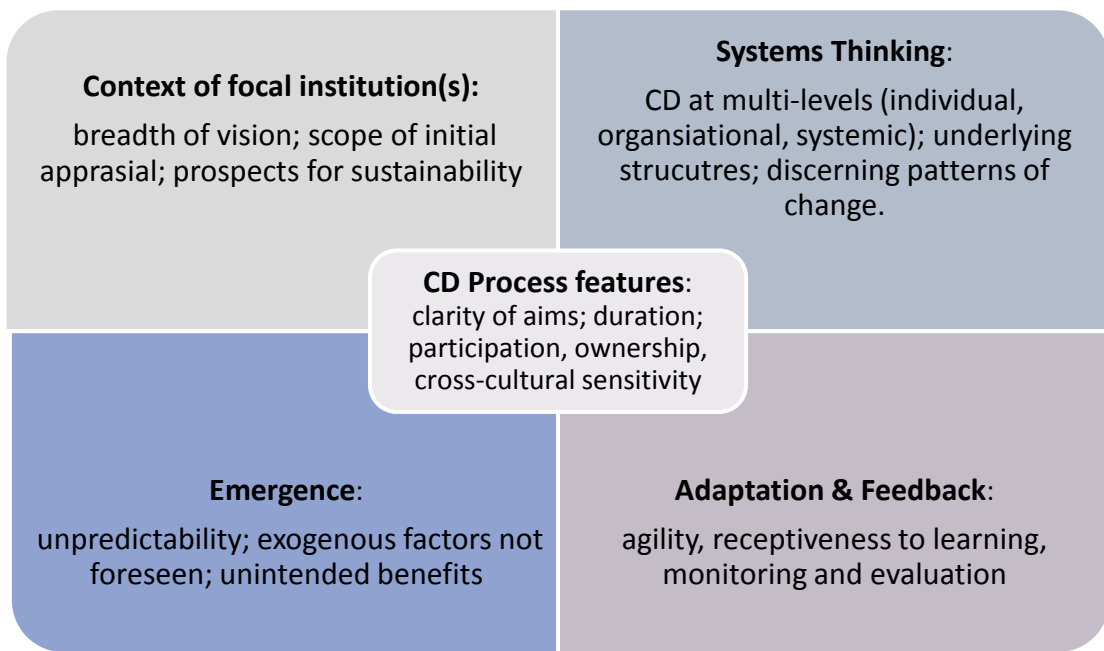 Context of focal institution(s):
breadth of vision; scope of initial
apprasial; prospects for sustainability
Systems Thinking:
CD at multi-levels (individual,
organsiational, systemic); underlying
strucutres; discerning patterns of
change.
CD Process features:
clarity of aims; duration;
participation, ownership,
cross-cultural sensitivity
Emergence:
unpredictability; exogenous factors not
foreseen; unintended benefits
Adaptation & Feedback:
agility, receptiveness to learning,
monitoring and evaluation